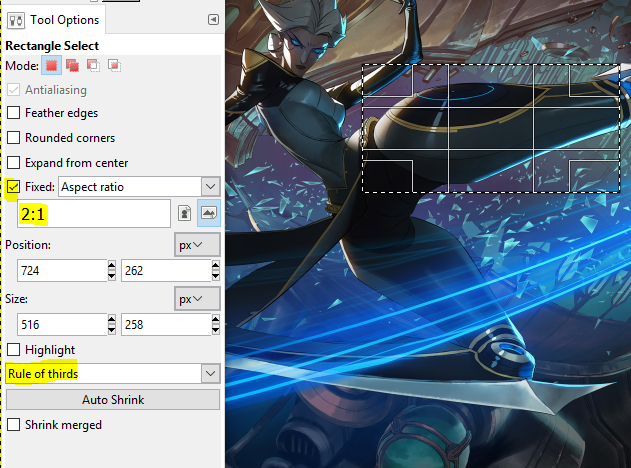 Tool Options
Rectangle Select
Mode:
Antialiasing
Feather edges
Rounded corners
Expand from center
Fixed: Aspect ratio
2:1
Position:
px
724 262
Size:
px
516 258
Highlight
Rule of thirds
Auto Shrink
Shrink merged